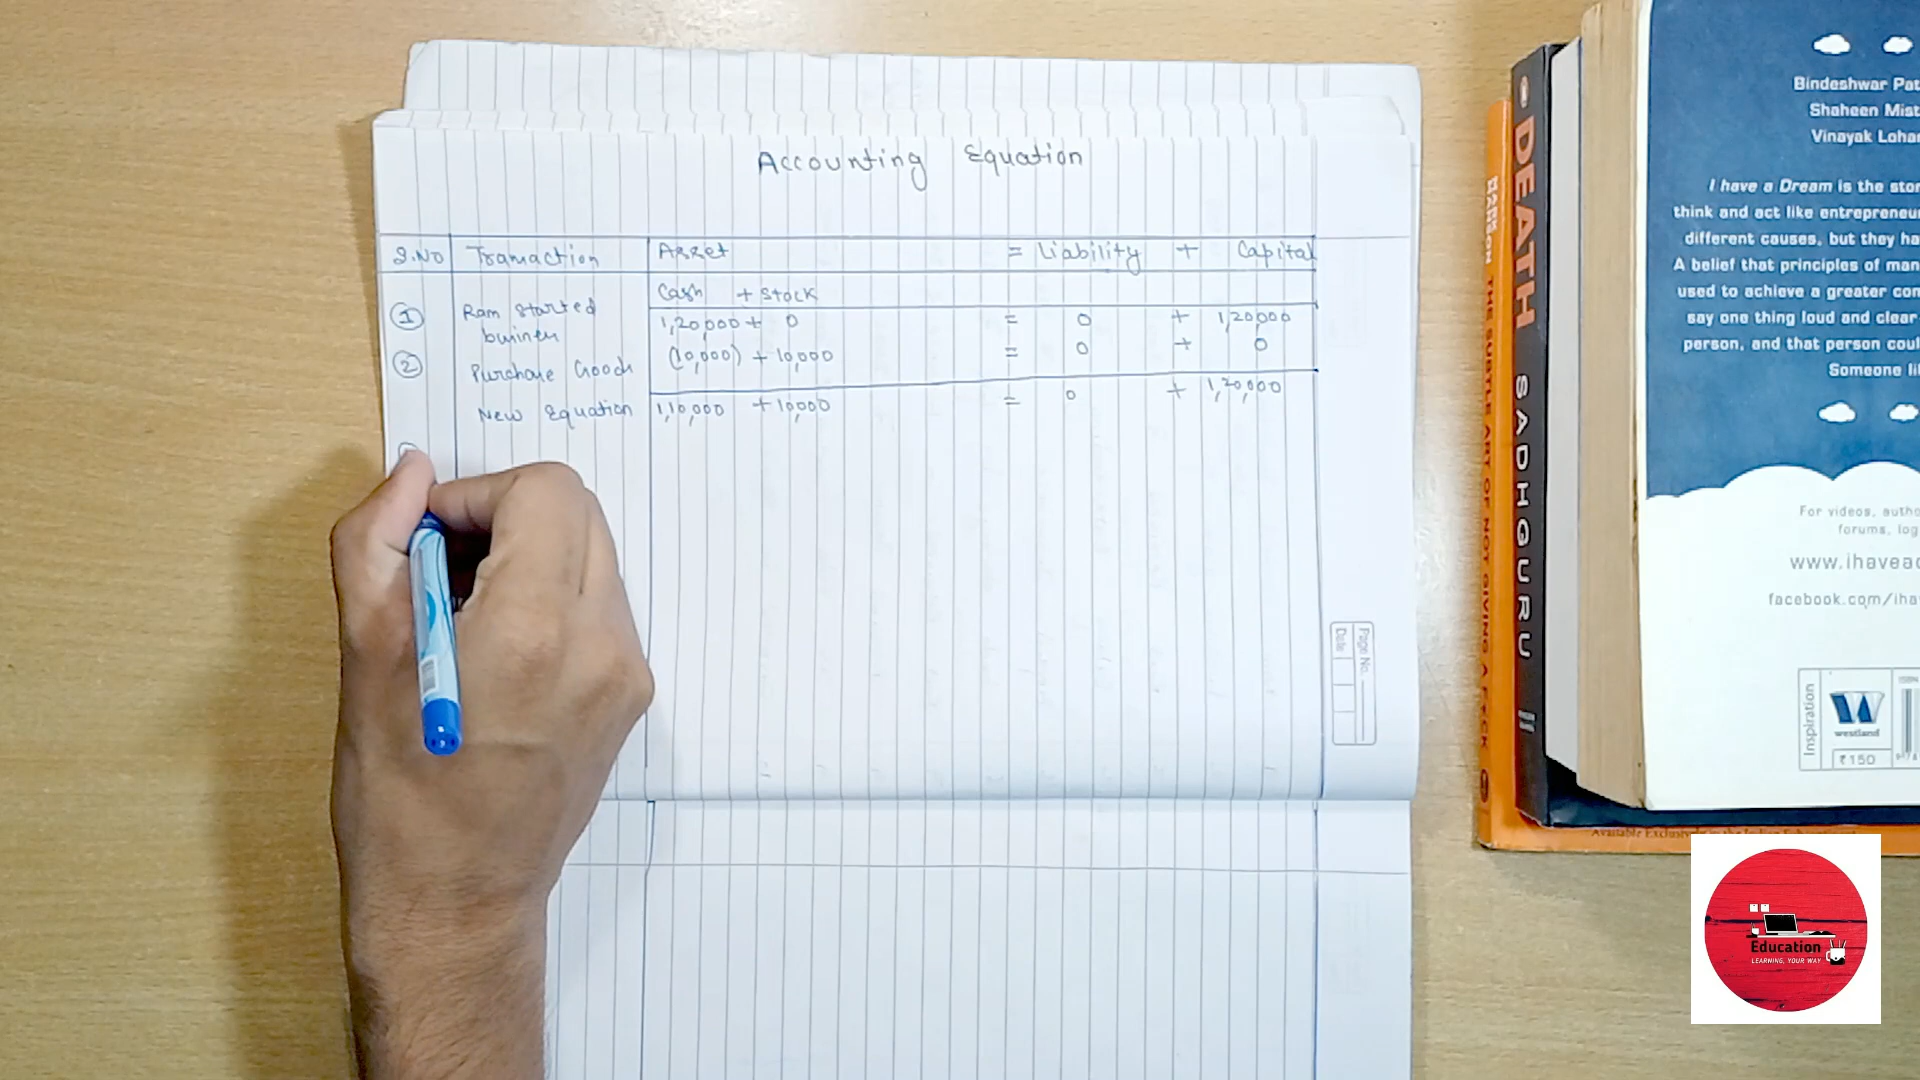 Accounting Equation
S.No Transaction Asset = Liability + Capital
Cash + Stock
① Ram Started
business
1,20,000 + 0 = 0 + 1,20,000
② Purchase Goods (10,000) + 10,000 = 0 + 0
New Equation 1,10,000 + 10,000 = 0 + 1,20,000
Page No.
Date
THE SUBTLE ART OF NOT GIVING A F*CK
DEATH SADHGURU
Bindeshwar Pat
Shaheen Mist
Vinayak Lohan
I have a Dream is the stor
think and act like entrepreneur
different causes, but they ha
A belief that principles of man
used to achieve a greater com
say one thing loud and clear
person, and that person coul
Someone li
For videos, autho
forums, log
www.ihavead
facebook.com/iha
Inspiration
westland
₹150
ISBN
Education
LEARNING, YOUR WAY